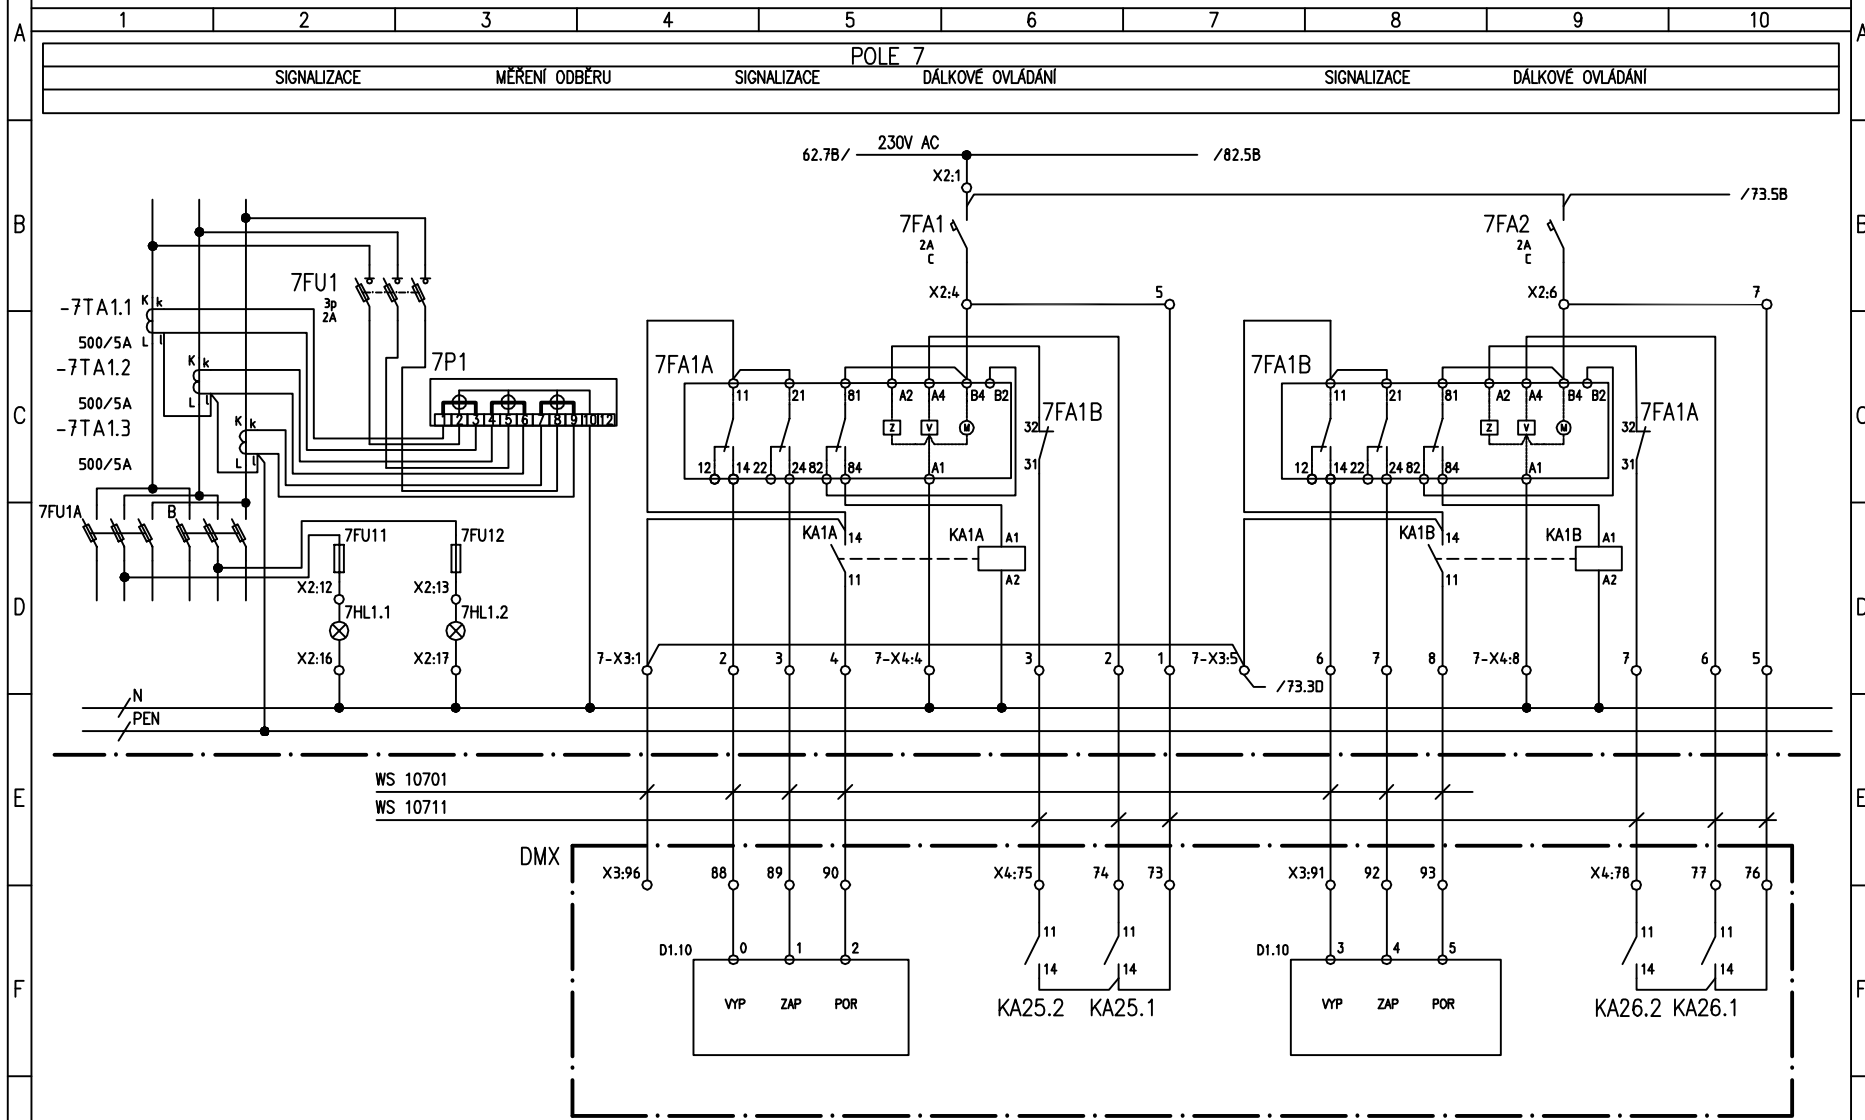 1 2 3 4 5 6 7 8 9 10
A A
POLE 7
SIGNALIZACE MĚŘENÍ ODBĚRU SIGNALIZACE DÁLKOVÉ OVLÁDÁNÍ SIGNALIZACE DÁLKOVÉ OVLÁDÁNÍ
62.7B/ 230V AC /82.5B
X2:1
/73.5B
B B
7FA1 7FA2
2A 2A
C C
7FU1
3p
2A
X2:4 5 X2:6 7
-7TA1.1 K k
500/5A L l
-7TA1.2 K k
500/5A L l
-7TA1.3 K k
500/5A L l
7P1
1 2 3 4 5 6 7 8 9 10 12
7FA1A 7FA1B
11 21 81 A2 A4 B4 B2 11 21 81 A2 A4 B4 B2
C C
7FA1B 7FA1A
Z V M 32 Z V M 32
12 14 22 24 82 84 A1 31 12 14 22 24 82 84 A1 31
7FU1A B
7FU11 7FU12
KA1A 14 KA1A A1 KA1B 14 KA1B A1
11 A2 11 A2
X2:12 X2:13
D D
7HL1.1 7HL1.2
X2:16 X2:17 7-X3:1 2 3 4 7-X4:4 3 2 1 7-X3:5 6 7 8 7-X4:8 7 6 5
/73.3D
N
PEN
E E
WS 10701
WS 10711
DMX
X3:96 88 89 90 X4:75 74 73 X3:91 92 93 X4:78 77 76
11 11 11 11
D1.10 0 1 2 D1.10 3 4 5
14 14 14 14
F F
VYP ZAP POR VYP ZAP POR
KA25.2 KA25.1 KA26.2 KA26.1